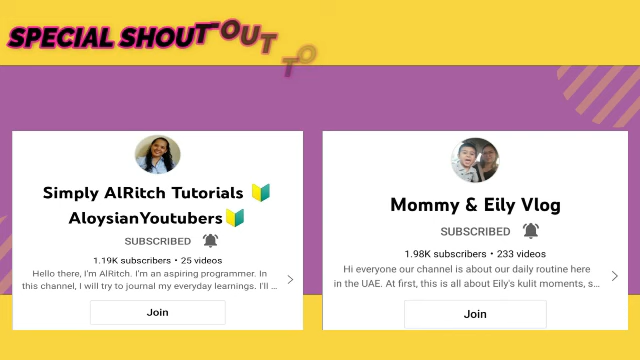 SPECIAL SHOUT OUT TO
Simply AlRitch Tutorials
AloysianYoutubers
SUBSCRIBED
1.19K subscribers • 25 videos
Hello there, I'm AlRitch. I'm an aspiring programmer. In
this channel, I will try to journal my everyday learnings. I'll ...
Join
Mommy & Eily Vlog
SUBSCRIBED
1.98K subscribers • 233 videos
Hi everyone our channel is about our daily routine here
in the UAE. At first, this is all about Eily's kulit moments, s...
Join